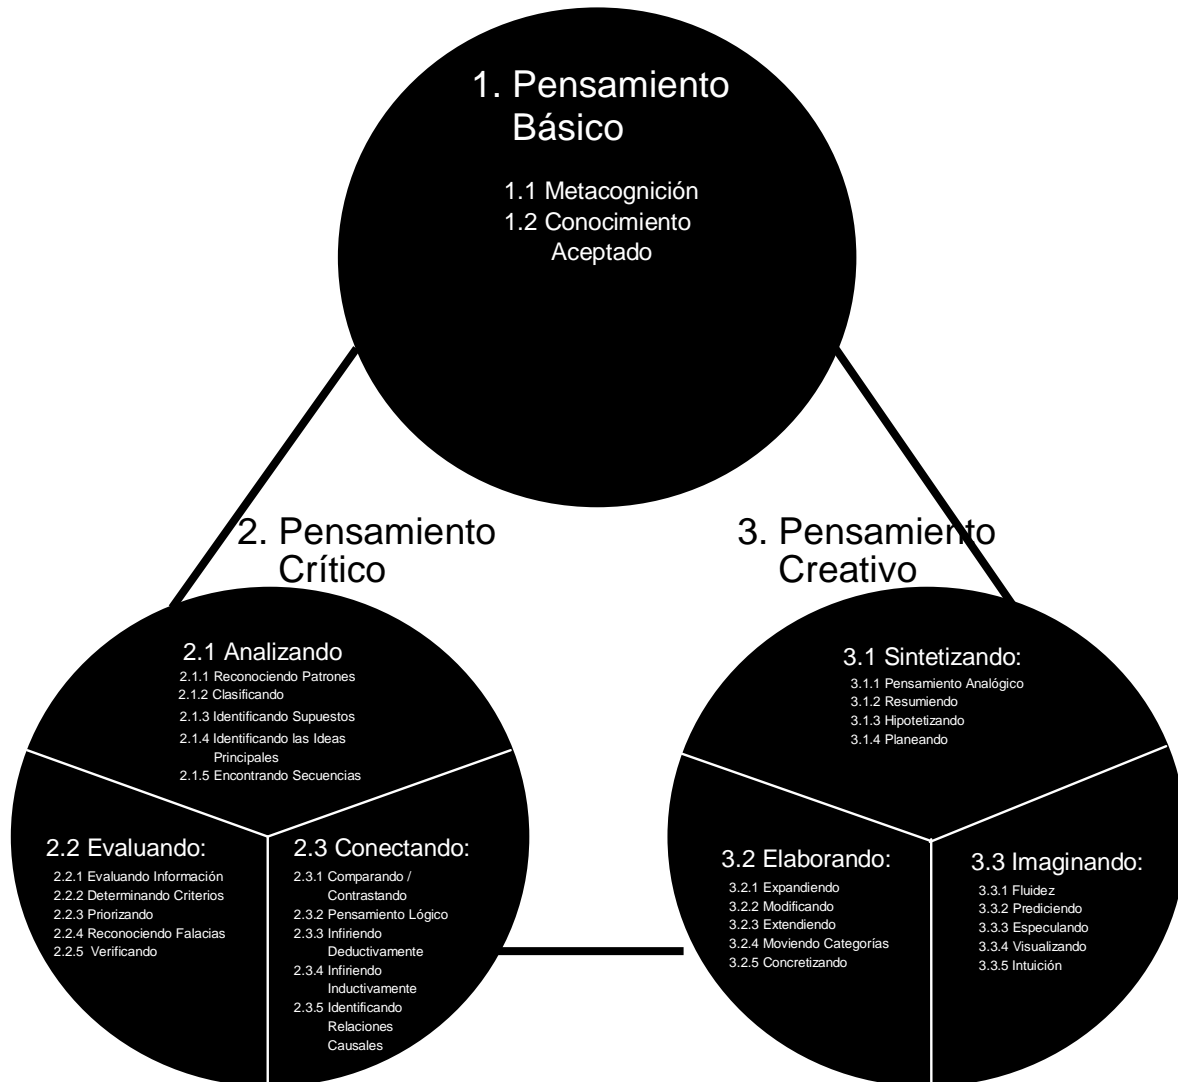 1. Pensamiento
Básico
1.1 Metacognición
1.2 Conocimiento
Aceptado
2. Pensamiento
Crítico
2.1 Analizando
2.1.1 Reconociendo Patrones
2.1.2 Clasificando
2.1.3 Identificando Supuestos
2.1.4 Identificando las Ideas
Principales
2.1.5 Encontrando Secuencias
2.2 Evaluando:
2.2.1 Evaluando Información
2.2.2 Determinando Criterios
2.2.3 Priorizando
2.2.4 Reconociendo Falacias
2.2.5 Verificando
2.3 Conectando:
2.3.1 Comparando /
Contrastando
2.3.2 Pensamiento Lógico
2.3.3 Infiriendo
Deductivamente
2.3.4 Infiriendo
Inductivamente
2.3.5 Identificando
Relaciones
Causales
3. Pensamiento
Creativo
3.1 Sintetizando:
3.1.1 Pensamiento Analógico
3.1.2 Resumiendo
3.1.3 Hipotetizando
3.1.4 Planeando
3.2 Elaborando:
3.2.1 Expandiendo
3.2.2 Modificando
3.2.3 Extendiendo
3.2.4 Moviendo Categorías
3.2.5 Concretizando
3.3 Imaginando:
3.3.1 Fluidez
3.3.2 Prediciendo
3.3.3 Especulando
3.3.4 Visualizando
3.3.5 Intuición